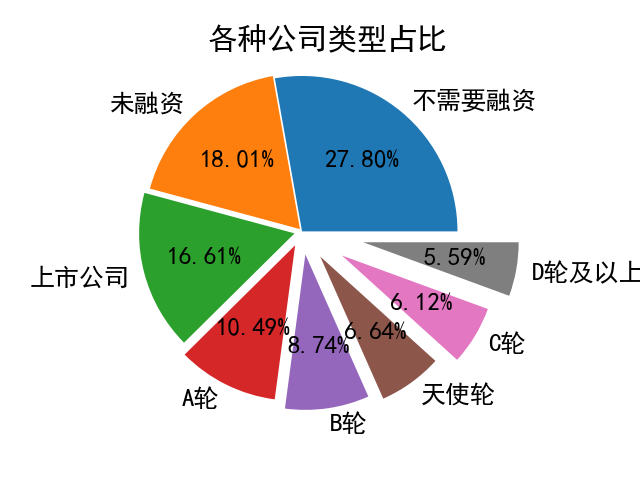 各种公司类型占比
不需要融资
27.80%
未融资
18.01%
上市公司
16.61%
A轮
10.49%
B轮
8.74%
天使轮
6.64%
C轮
6.12%
D轮及以上
5.59%